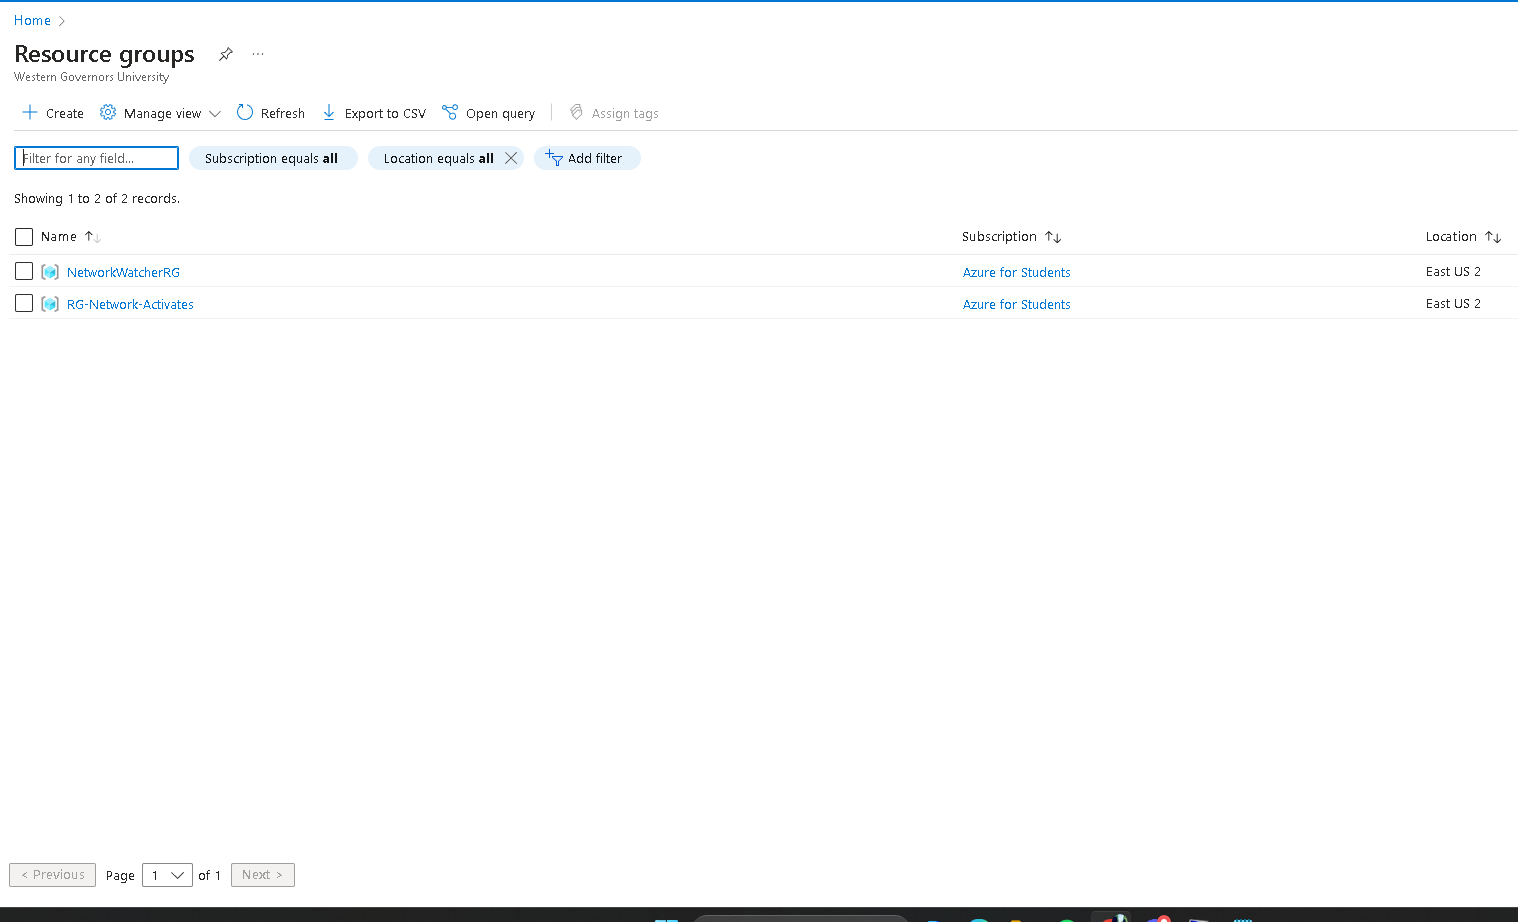 Home
Resource groups
Western Governors University
Create Manage view Refresh Export to CSV Open query Assign tags
Filter for any field... Subscription equals all Location equals all Add filter
Showing 1 to 2 of 2 records.
Name Subscription Location
NetworkWatcherRG Azure for Students East US 2
RG-Network-Activates Azure for Students East US 2
< Previous Page 1 of 1 Next >